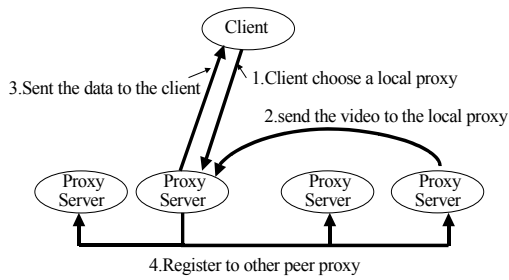 Client
3.Sent the data to the client
1.Client choose a local proxy
2.send the video to the local proxy
Proxy
Server
Proxy
Server
Proxy
Server
Proxy
Server
4.Register to other peer proxy